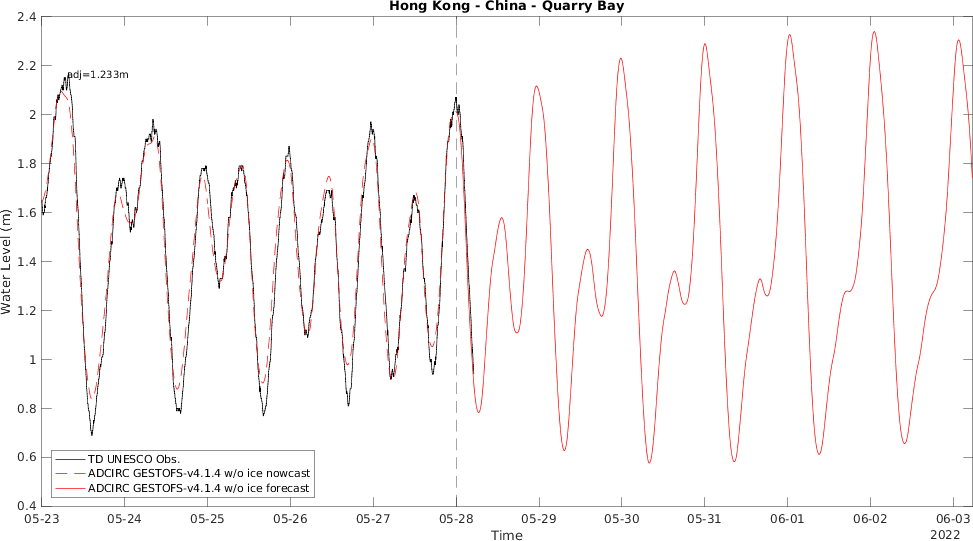 Hong Kong - China - Quarry Bay
adj=1.233m
2.4
2.2
2
1.8
1.6
1.4
1.2
1
0.8
0.6
0.4
Water Level (m)
TD UNESCO Obs.
ADCIRC GESTOFS-v4.1.4 w/o ice nowcast
ADCIRC GESTOFS-v4.1.4 w/o ice forecast
05-23 05-24 05-25 05-26 05-27 05-28 05-29 05-30 05-31 06-01 06-02 06-03
Time
2022